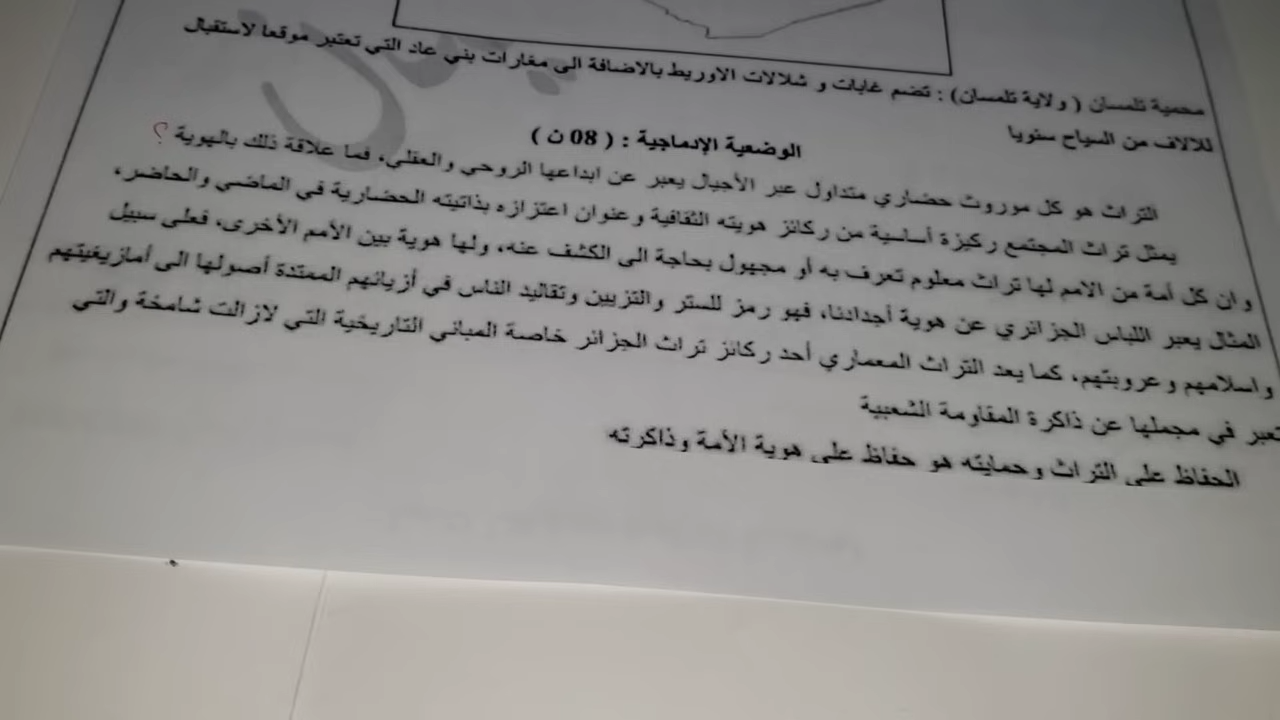 محمية تلمسان ( ولاية تلمسان) : تضم غابات و شلالات الاوريط بالاضافة الى مغارات بني عاد التي تعتبر موقعا لاستقبال
للالاف من السياح سنويا
الوضعية الإدماجية : ( 08 ن )
التراث هو كل موروث حضاري متداول عبر الأجيال يعبر عن ابداعها الروحي والعقلي، فما علاقة ذلك بالهوية ؟
يمثل تراث المجتمع ركيزة أساسية من ركائز هويته الثقافية وعنوان اعتزازه بذاتيته الحضارية في الماضي والحاضر،
وان كل أمة من الامم لها تراث معلوم تعرف به أو مجهول بحاجة الى الكشف عنه، ولها هوية بين الأمم الأخرى، فعلى سبيل
المثال يعبر اللباس الجزائري عن هوية أجدادنا، فهو رمز للستر والتزيين وتقاليد الناس في أزيائهم الممتدة أصولها الى أمازيغيتهم
واسلامهم وعروبتهم، كما يعد التراث المعماري أحد ركائز تراث الجزائر خاصة المباني التاريخية التي لازالت شامخة والتي
تعبر في مجملها عن ذاكرة المقاومة الشعبية
الحفاظ على التراث وحمايته هو حفاظ على هوية الأمة وذاكرته